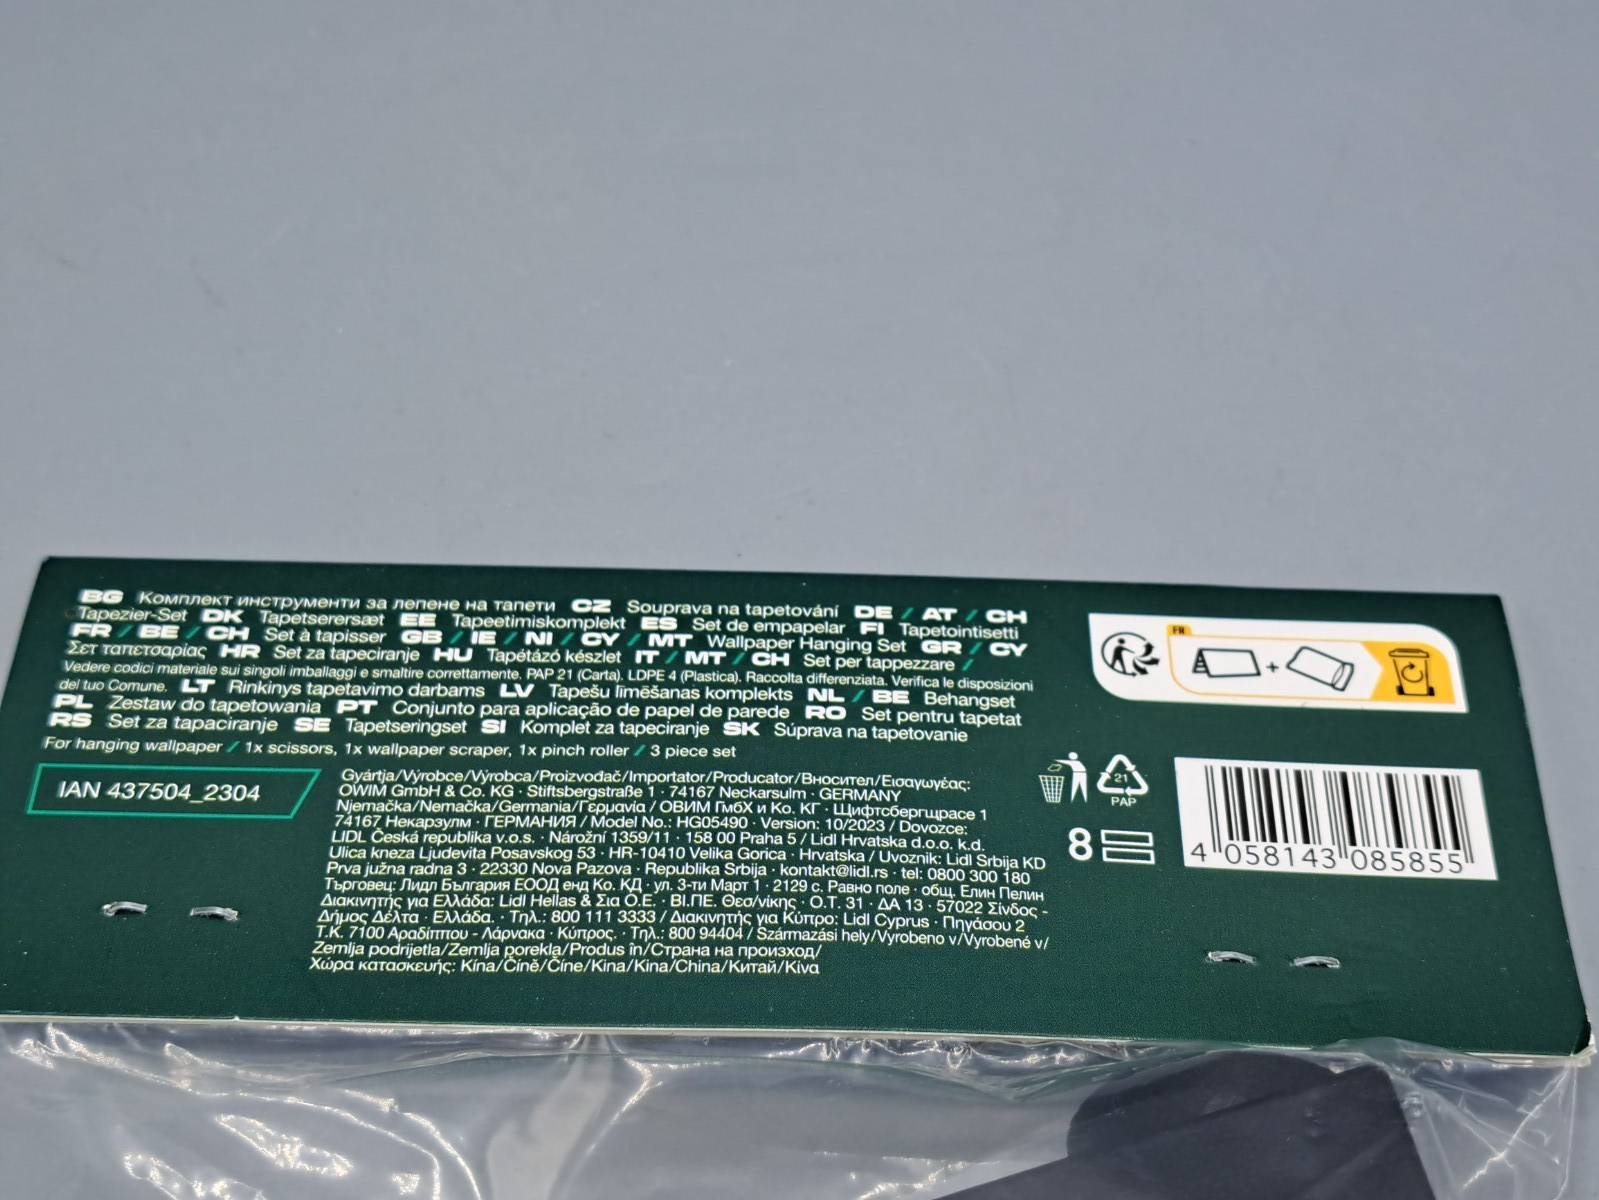 BG Комплект инструменти за лепене на тапети CZ Souprava na tapetování DE / AT / CH
Tapezier-Set DK Tapetserersæt EE Tapeetimiskomplekt ES Set de empapelar FI Tapetointisetti
FR / BE / CH Set à tapisser GB / IE / NI / CY / MT Wallpaper Hanging Set GR / CY
Σετ ταπετσαρίας HR Set za tapeciranje HU Tapétázó készlet IT / MT / CH Set per tappezzare /
Vedere codici materiale sui singoli imballaggi e smaltire correttamente. PAP 21 (Carta). LDPE 4 (Plastica). Raccolta differenziata. Verifica le disposizioni
del tuo Comune. LT Rinkinys tapetavimo darbams LV Tapešu līmēšanas komplekts NL / BE Behangset
PL Zestaw do tapetowania PT Conjunto para aplicação de papel de parede RO Set pentru tapetat
RS Set za tapaciranje SE Tapetseringset SI Komplet za tapeciranje SK Súprava na tapetovanie
For hanging wallpaper / 1x scissors, 1x wallpaper scraper, 1x pinch roller / 3 piece set
IAN 437504_2304
Gyártja/Výrobce/Výrobca/Proizvođač/Importator/Producator/Вносител/Εισαγωγέας:
OWIM GmbH & Co. KG · Stiftsbergstraße 1 · 74167 Neckarsulm · GERMANY
Njemačka/Nemačka/Germania/Γερμανία / ОВИМ ГмбХ и Ко. КГ · Щифтсбергщрасе 1
74167 Некарзулм · ГЕРМАНИЯ / Model No.: HG05490 · Version: 10/2023 / Dovozce:
LIDL Česká republika v.o.s. · Nárožní 1359/11 · 158 00 Praha 5 / Lidl Hrvatska d.o.o. k.d.
Ulica kneza Ljudevita Posavskog 53 · HR-10410 Velika Gorica · Hrvatska / Uvoznik: Lidl Srbija KD
Prva južna radna 3 · 22330 Nova Pazova · Republika Srbija · kontakt@lidl.rs · tel: 0800 300 180
Търговец: Лидл България ЕООД енд Ко. КД · ул. 3-ти Март 1 · 2129 с. Равно поле · общ. Елин Пелин
Διακινητής για Ελλάδα: Lidl Hellas & Σια Ο.Ε. · ΒΙ.ΠΕ. Θεσ/νίκης · Ο.Τ. 31 · ΔΑ 13 · 57022 Σίνδος -
Δήμος Δέλτα · Ελλάδα. · Τηλ.: 800 111 3333 / Διακινητής για Κύπρο: Lidl Cyprus · Πηγάσου 2
Τ.Κ. 7100 Αραδίππου · Λάρνακα · Κύπρος. · Τηλ.: 800 94404 / Származási hely/Vyrobeno v/Vyrobené v/
Zemlja podrijetla/Zemlja porekla/Produs în/Страна на произход/
Χώρα κατασκευής: Kína/Číně/Číne/Kina/Kina/China/Китай/Κίνα
FR
+
21
PAP
8
4 058143 085855